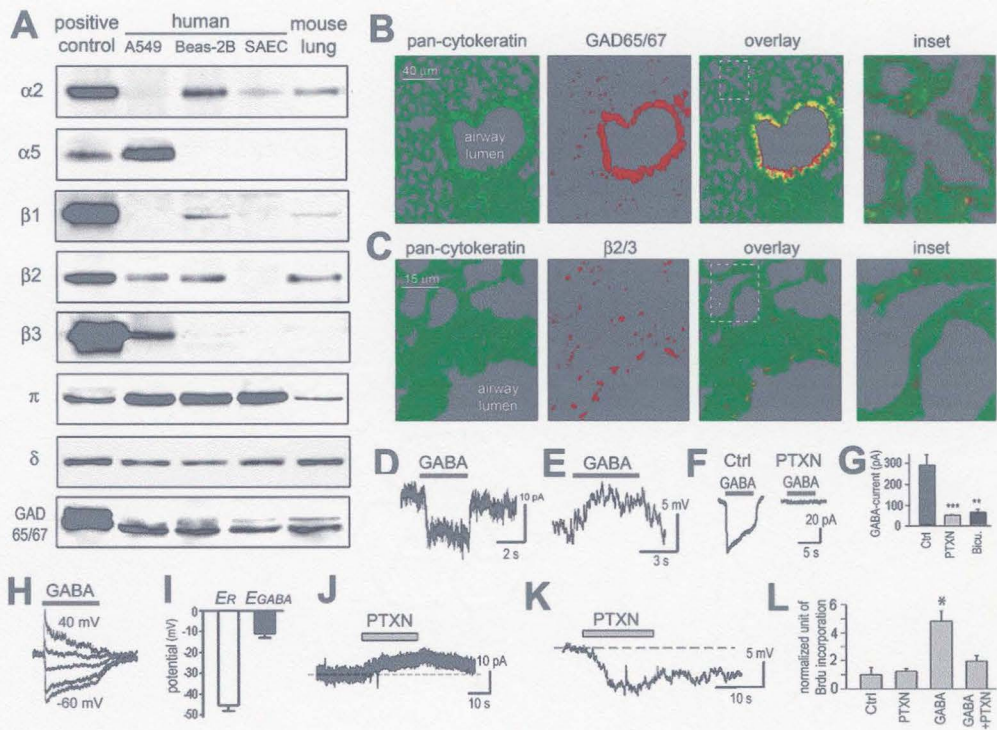 A
positive control
human
A549 Beas-2B SAEC
mouse lung
α2
α5
β1
β2
β3
π
δ
GAD 65/67
B
pan-cytokeratin GAD65/67 overlay inset
40 μm
airway lumen
C
pan-cytokeratin β2/3 overlay inset
15 μm
airway lumen
D
GABA
10 pA
2 s
E
GABA
5 mV
3 s
F
Ctrl PTXN
GABA GABA
20 pA
5 s
G
GABA-current (pA)
300
200
100
0
***
**
Ctrl
PTXN
Bicu.
H
GABA
40 mV
-60 mV
I
ER EGABA
potential (mV)
0
-10
-20
-30
-40
-50
J
PTXN
10 pA
10 s
K
PTXN
5 mV
10 s
L
normalized unit of
Brdu incorporation
6
4
2
0
*
Ctrl
PTXN
GABA
GABA
+PTXN